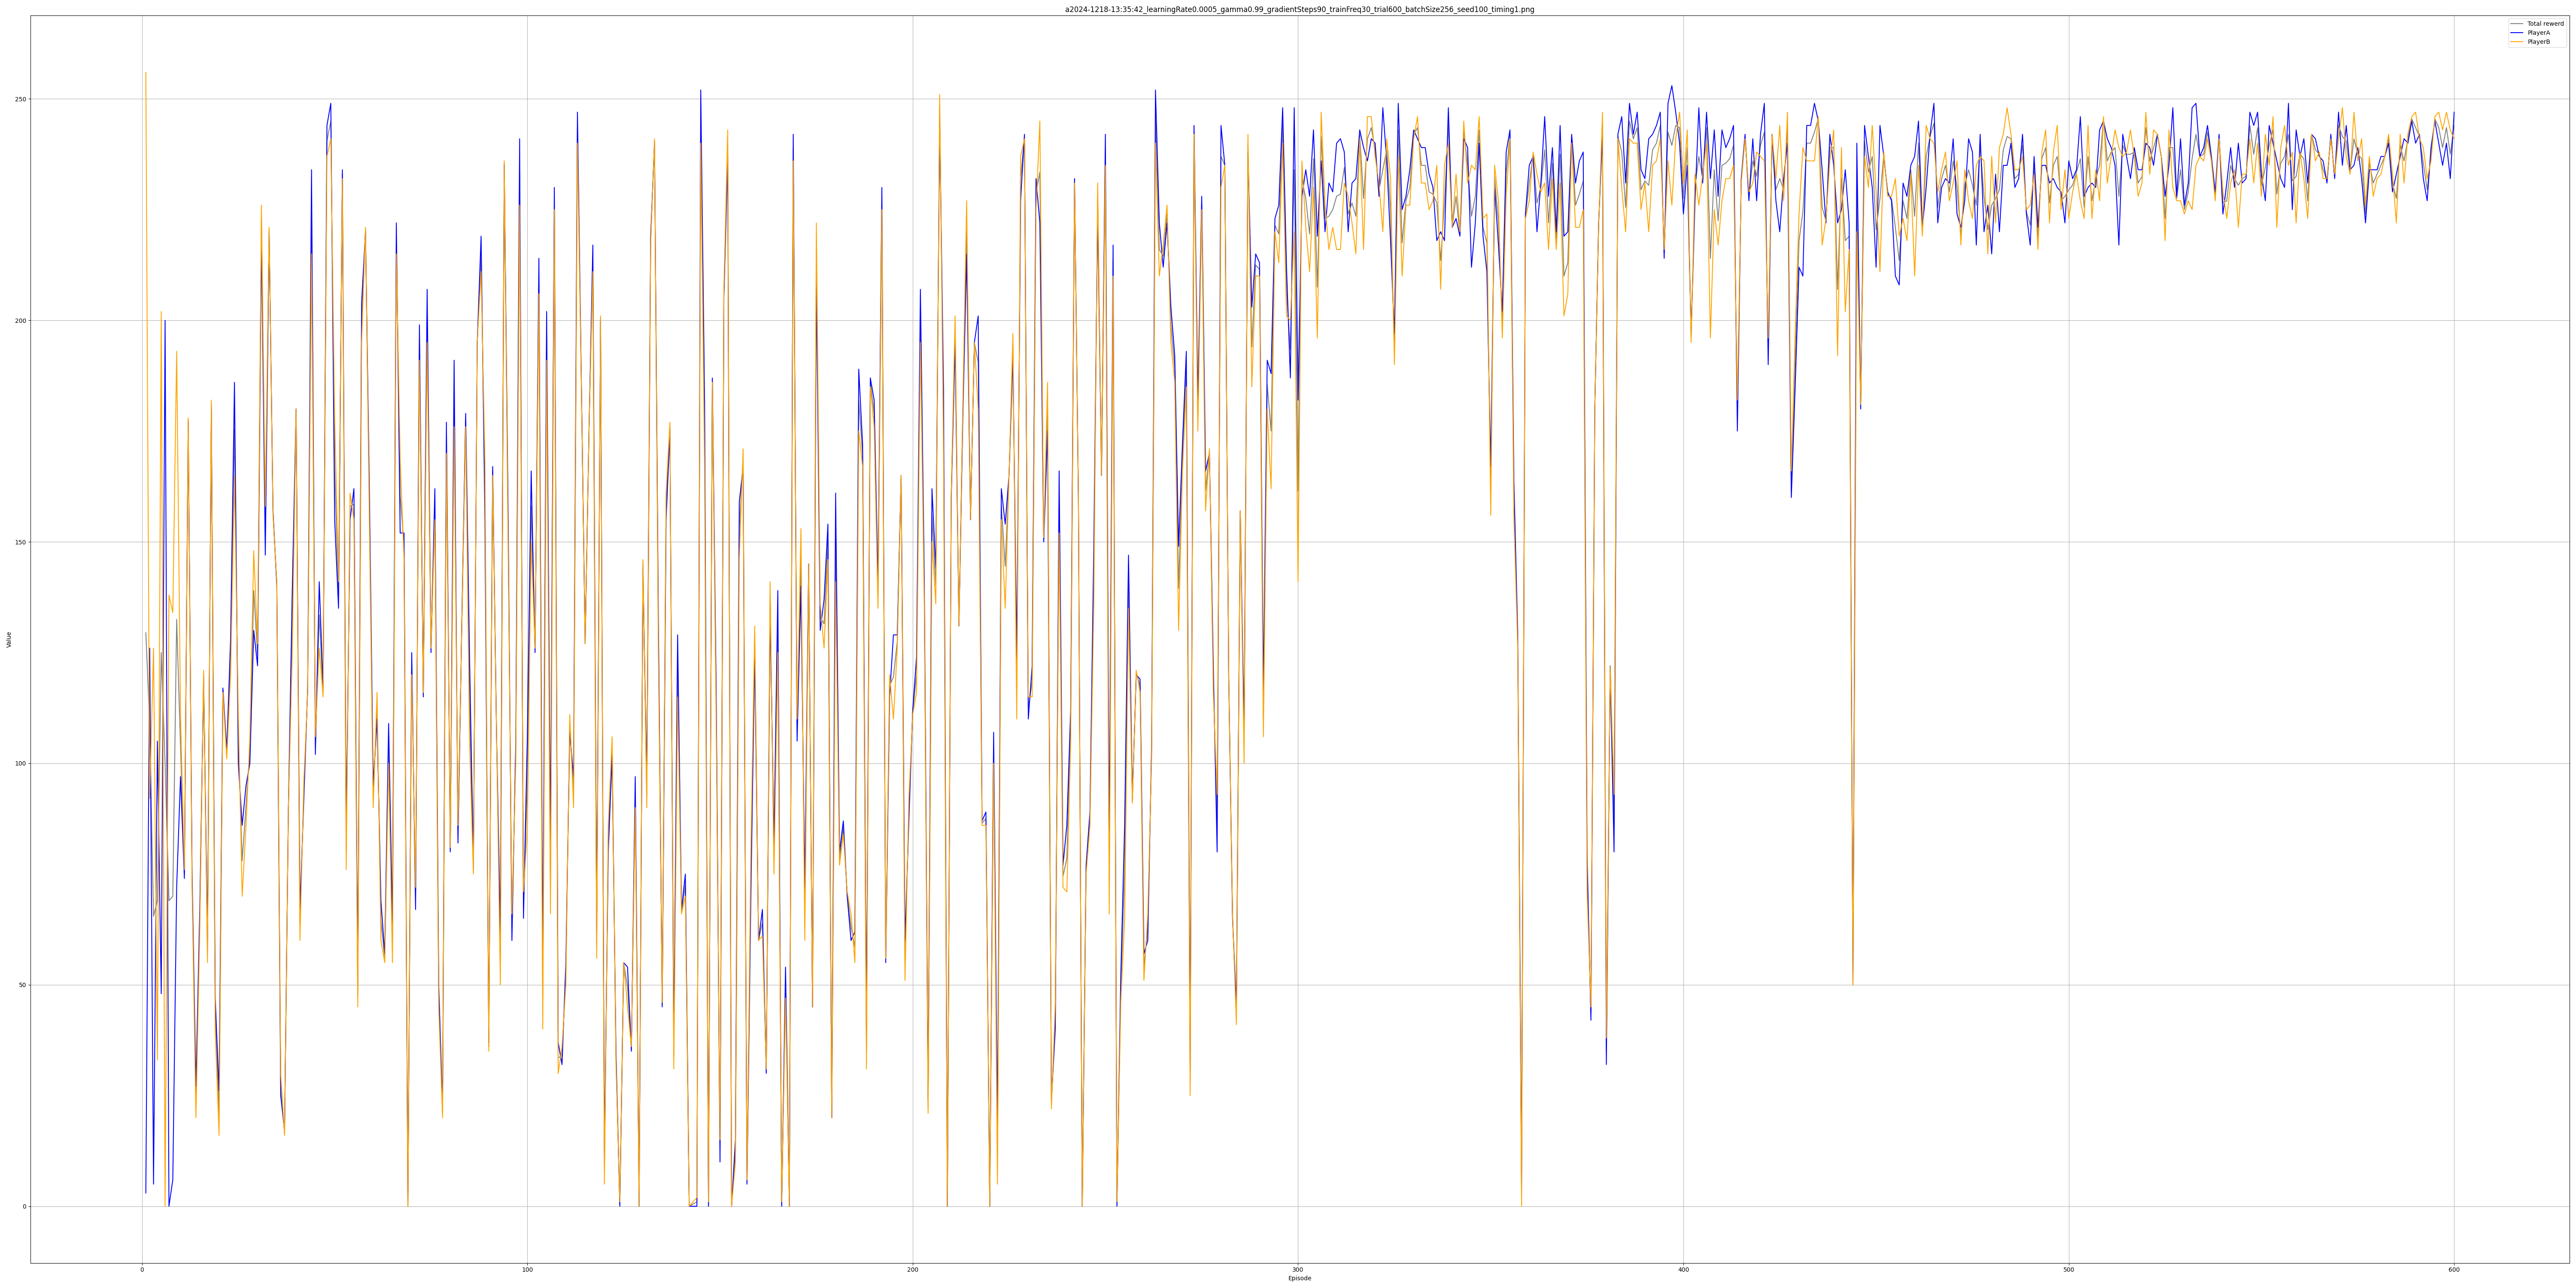 a2024-1218-13:35:42_learningRate0.0005_gamma0.99_gradientSteps90_trainFreq30_trial600_batchSize256_seed100_timing1.png
Total rewerd
PlayerA
PlayerB
250
200
150
100
50
0
Value
0 100 200 300 400 500 600
Episode